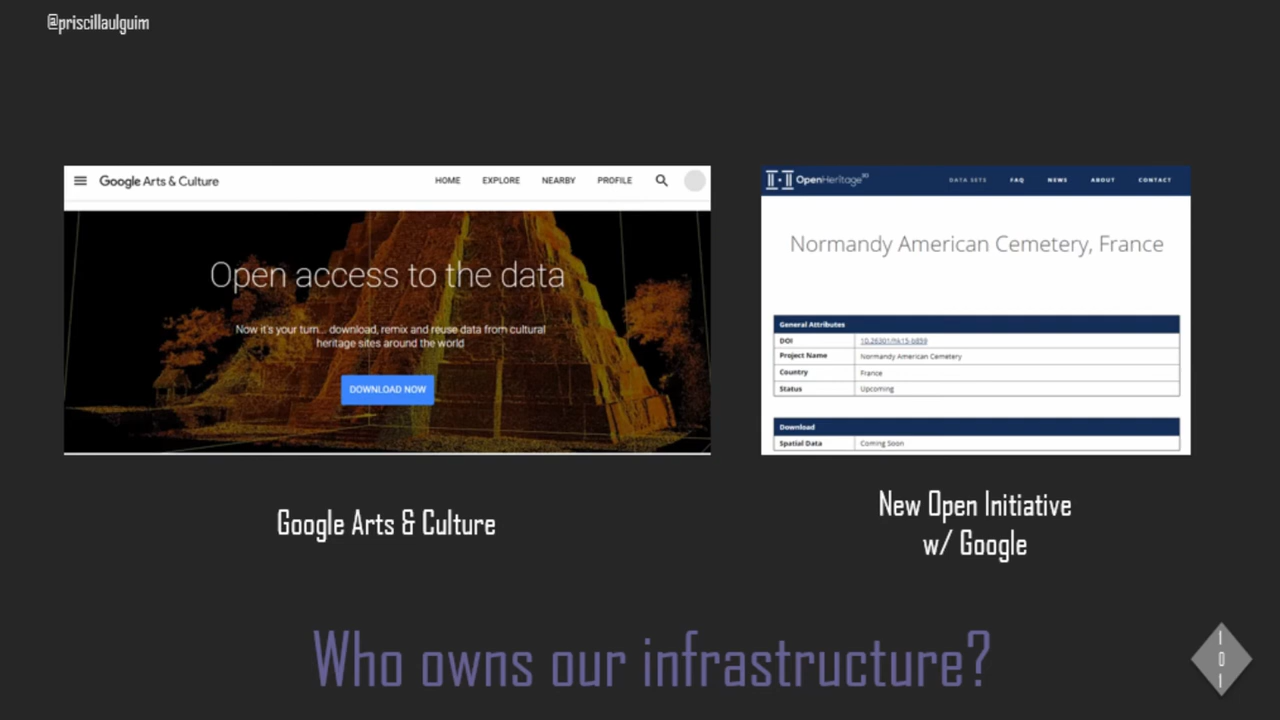 @priscillaulguim
Google Arts & Culture
HOME EXPLORE NEARBY PROFILE
Open access to the data
Now it's your turn... download, remix and reuse data from cultural
heritage sites around the world
DOWNLOAD NOW
OpenHeritage3D
DATA SETS FAQ NEWS ABOUT CONTACT
Normandy American Cemetery, France
General Attributes
DOI
Project Name Normandy American Cemetery
Country France
Status Upcoming
Download
Spatial Data Coming Soon
Google Arts & Culture
New Open Initiative
w/ Google
Who owns our infrastructure?
I
0
I